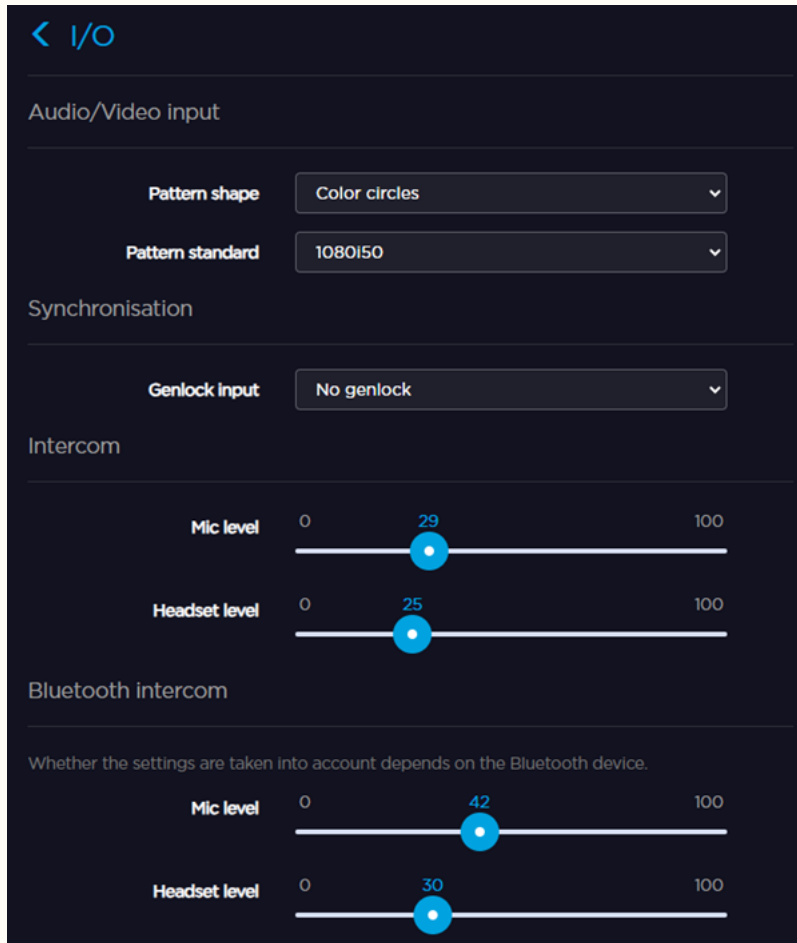 I/O
Audio/Video input
Pattern shape Color circles
Pattern standard 1080i50
Synchronisation
Genlock input No genlock
Intercom
0 29 100
Mic level
0 25 100
Headset level
Bluetooth intercom
Whether the settings are taken into account depends on the Bluetooth device.
0 42 100
Mic level
0 30 100
Headset level